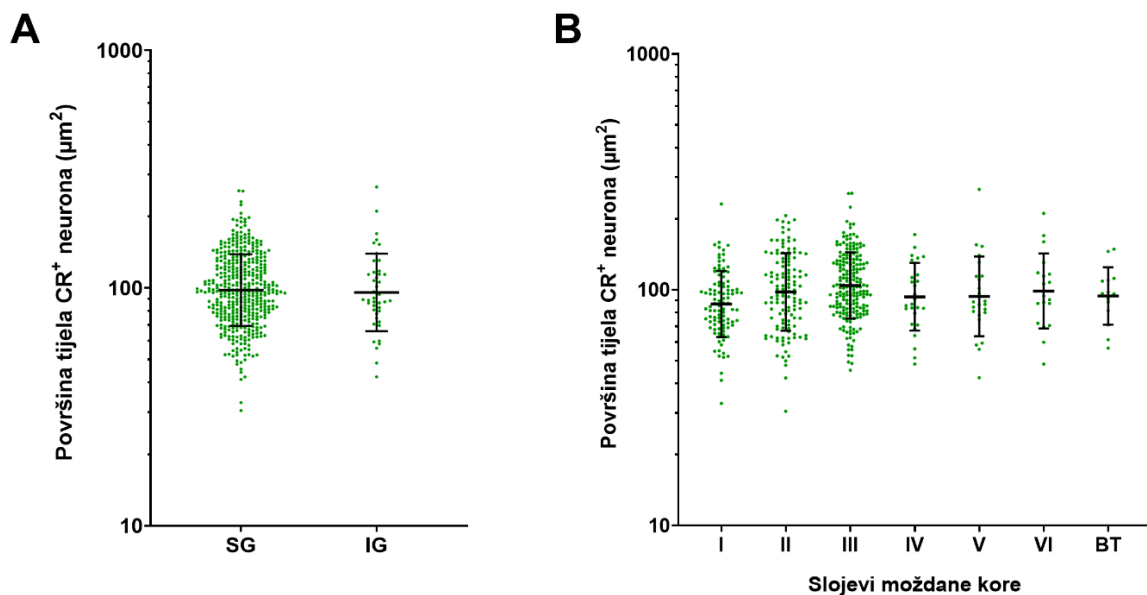 A
Površina tijela CR+ neurona (µm²)
1000
100
10
SG IG
B
Površina tijela CR+ neurona (µm²)
1000
100
10
I II III IV V VI BT
Slojevi moždane kore